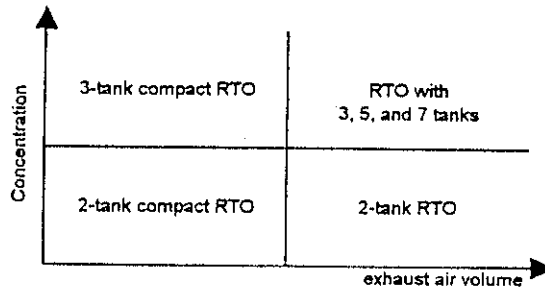 Concentration
3-tank compact RTO
RTO with
3, 5, and 7 tanks
2-tank compact RTO
2-tank RTO
exhaust air volume